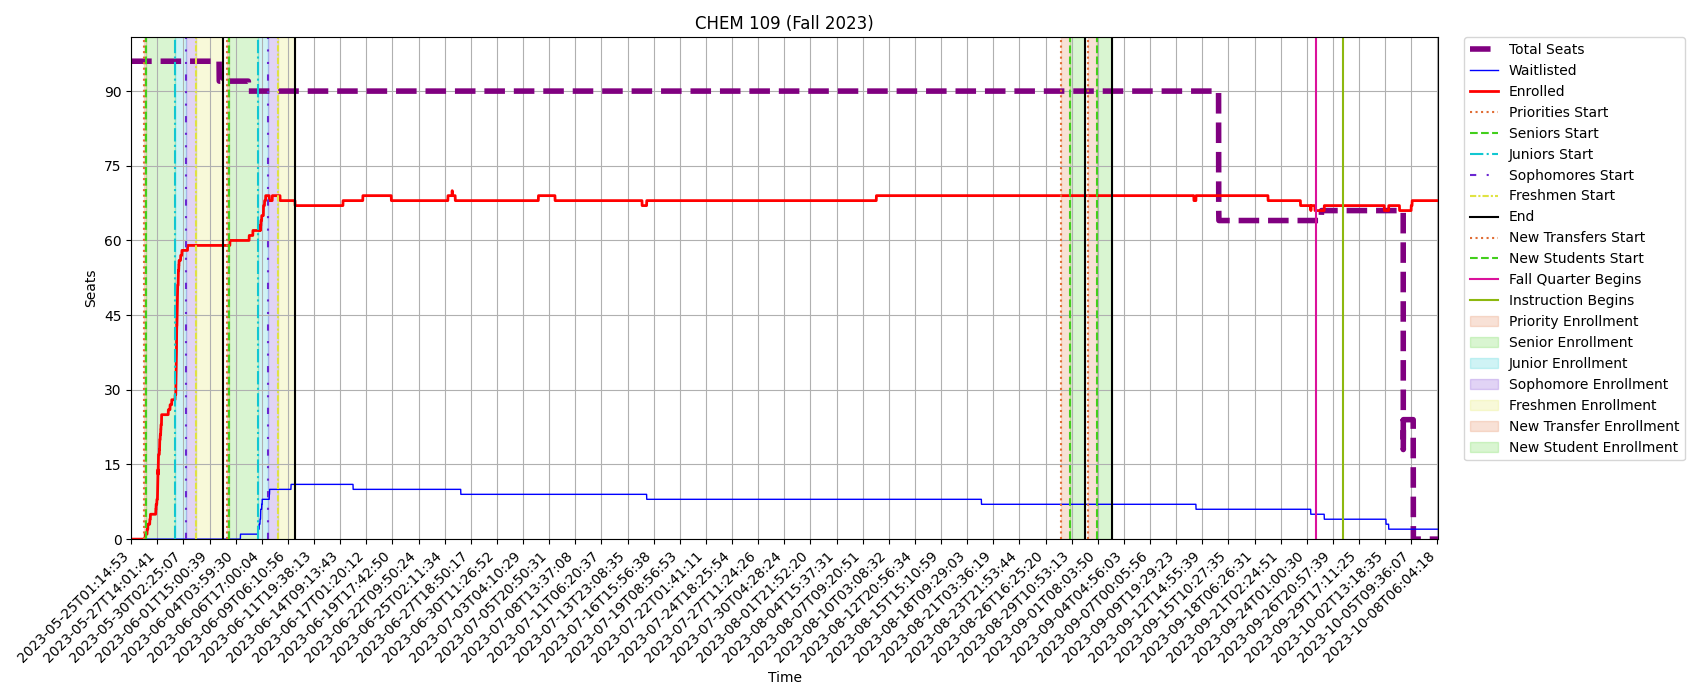 CHEM 109 (Fall 2023)
Seats
90
75
60
45
30
15
0
2023-05-25T01:14:53
2023-05-27T14:01:41
2023-05-30T02:25:07
2023-06-01T15:00:39
2023-06-04T03:59:30
2023-06-06T17:00:04
2023-06-09T06:10:56
2023-06-11T19:38:13
2023-06-14T09:13:43
2023-06-17T01:20:12
2023-06-19T17:42:50
2023-06-22T09:50:24
2023-06-25T02:11:34
2023-06-27T18:50:17
2023-06-30T11:26:52
2023-07-03T04:10:29
2023-07-05T20:50:31
2023-07-08T13:37:08
2023-07-11T06:20:37
2023-07-13T23:08:35
2023-07-16T15:56:38
2023-07-19T08:56:53
2023-07-22T01:41:11
2023-07-24T18:25:54
2023-07-27T11:24:26
2023-07-30T04:28:24
2023-08-01T21:52:20
2023-08-04T15:37:31
2023-08-07T09:20:51
2023-08-10T03:08:32
2023-08-12T20:56:34
2023-08-15T15:10:59
2023-08-18T09:29:03
2023-08-21T03:36:19
2023-08-23T21:53:44
2023-08-26T16:25:20
2023-08-29T10:53:13
2023-09-01T08:03:50
2023-09-04T04:56:03
2023-09-07T00:05:56
2023-09-09T19:29:23
2023-09-12T14:55:39
2023-09-15T10:27:35
2023-09-18T06:26:31
2023-09-21T02:24:51
2023-09-24T01:00:30
2023-09-26T20:57:39
2023-09-29T17:11:25
2023-10-02T13:18:35
2023-10-05T09:36:07
2023-10-08T06:04:18
Time
Total Seats
Waitlisted
Enrolled
Priorities Start
Seniors Start
Juniors Start
Sophomores Start
Freshmen Start
End
New Transfers Start
New Students Start
Fall Quarter Begins
Instruction Begins
Priority Enrollment
Senior Enrollment
Junior Enrollment
Sophomore Enrollment
Freshmen Enrollment
New Transfer Enrollment
New Student Enrollment